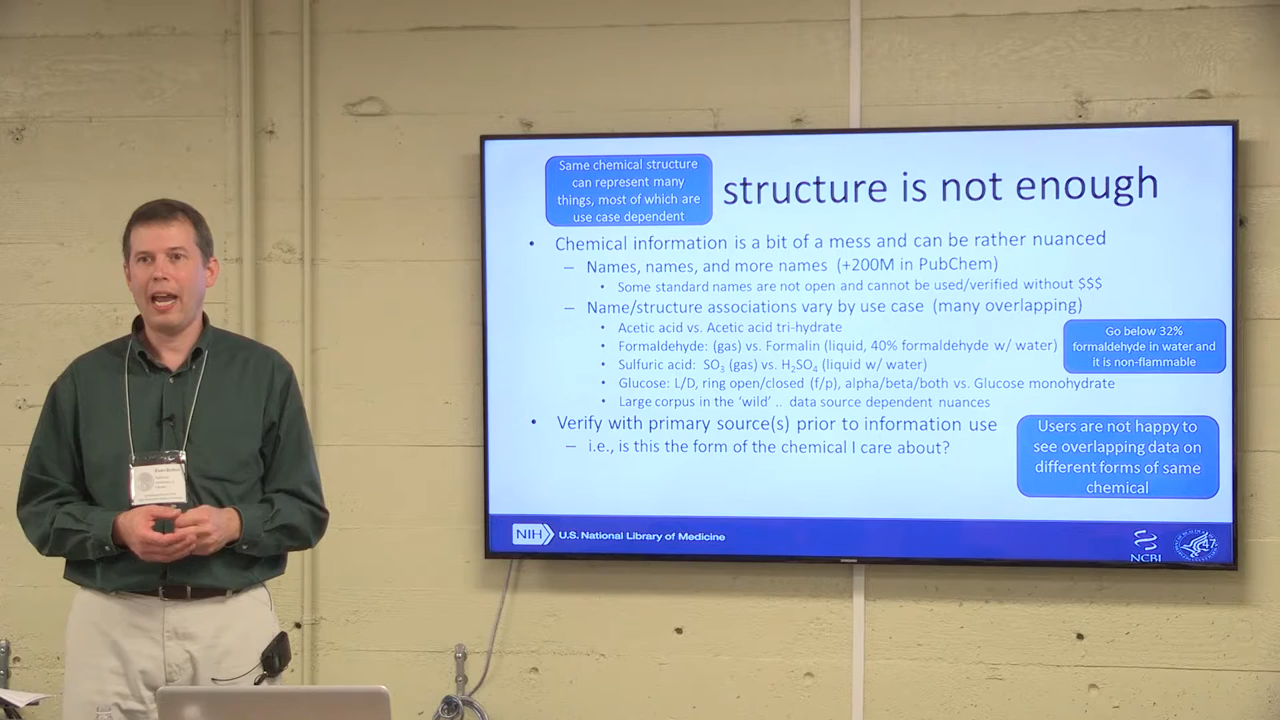 Same chemical structure
can represent many
things, most of which are
use case dependent
structure is not enough
• Chemical information is a bit of a mess and can be rather nuanced
– Names, names, and more names (+200M in PubChem)
• Some standard names are not open and cannot be used/verified without $$$
– Name/structure associations vary by use case (many overlapping)
• Acetic acid vs. Acetic acid tri-hydrate
• Formaldehyde: (gas) vs. Formalin (liquid, 40% formaldehyde w/ water)
• Sulfuric acid: SO₃ (gas) vs. H₂SO₄ (liquid w/ water)
• Glucose: L/D, ring open/closed (f/p), alpha/beta/both vs. Glucose monohydrate
• Large corpus in the 'wild' .. data source dependent nuances
Go below 32%
formaldehyde in water and
it is non-flammable
• Verify with primary source(s) prior to information use
– i.e., is this the form of the chemical I care about?
Users are not happy to
see overlapping data on
different forms of same
chemical
NIH U.S. National Library of Medicine
NCBI